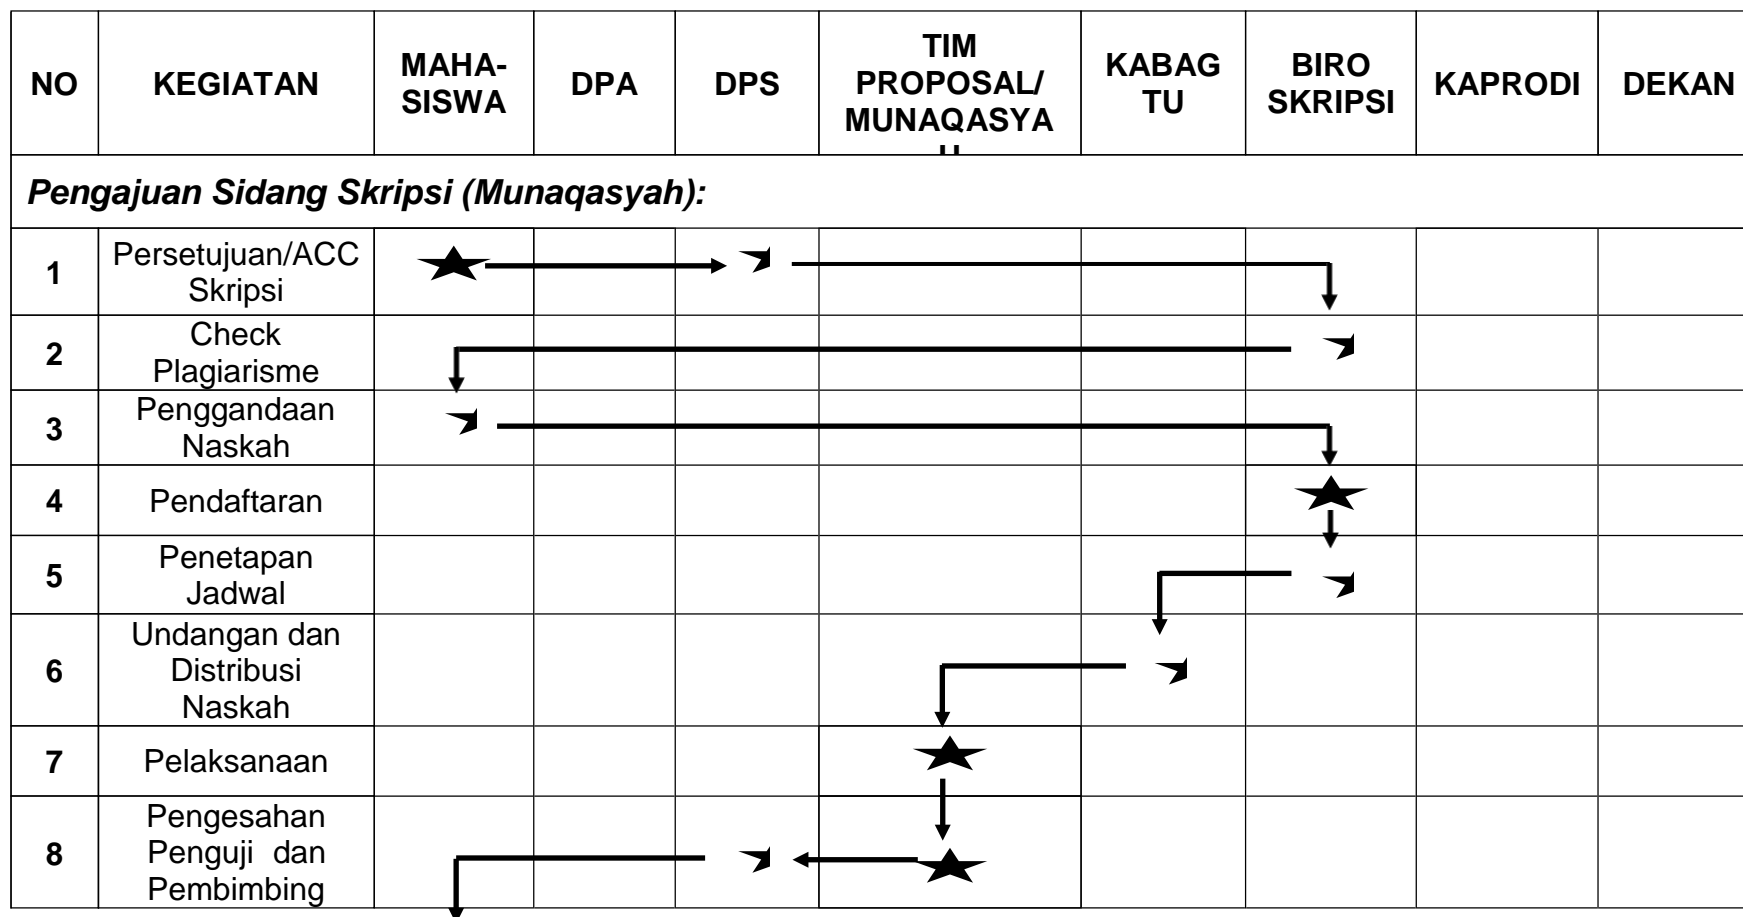 NO
KEGIATAN
MAHA-
SISWA
DPA
DPS
TIM
PROPOSAL/
MUNAQASYA
KABAG
TU
BIRO
SKRIPSI
KAPRODI
DEKAN
Pengajuan Sidang Skripsi (Munaqasyah):
1
Persetujuan/ACC
Skripsi
2
Check
Plagiarisme
3
Penggandaan
Naskah
4
Pendaftaran
5
Penetapan
Jadwal
6
Undangan dan
Distribusi
Naskah
7
Pelaksanaan
8
Pengesahan
Penguji dan
Pembimbing